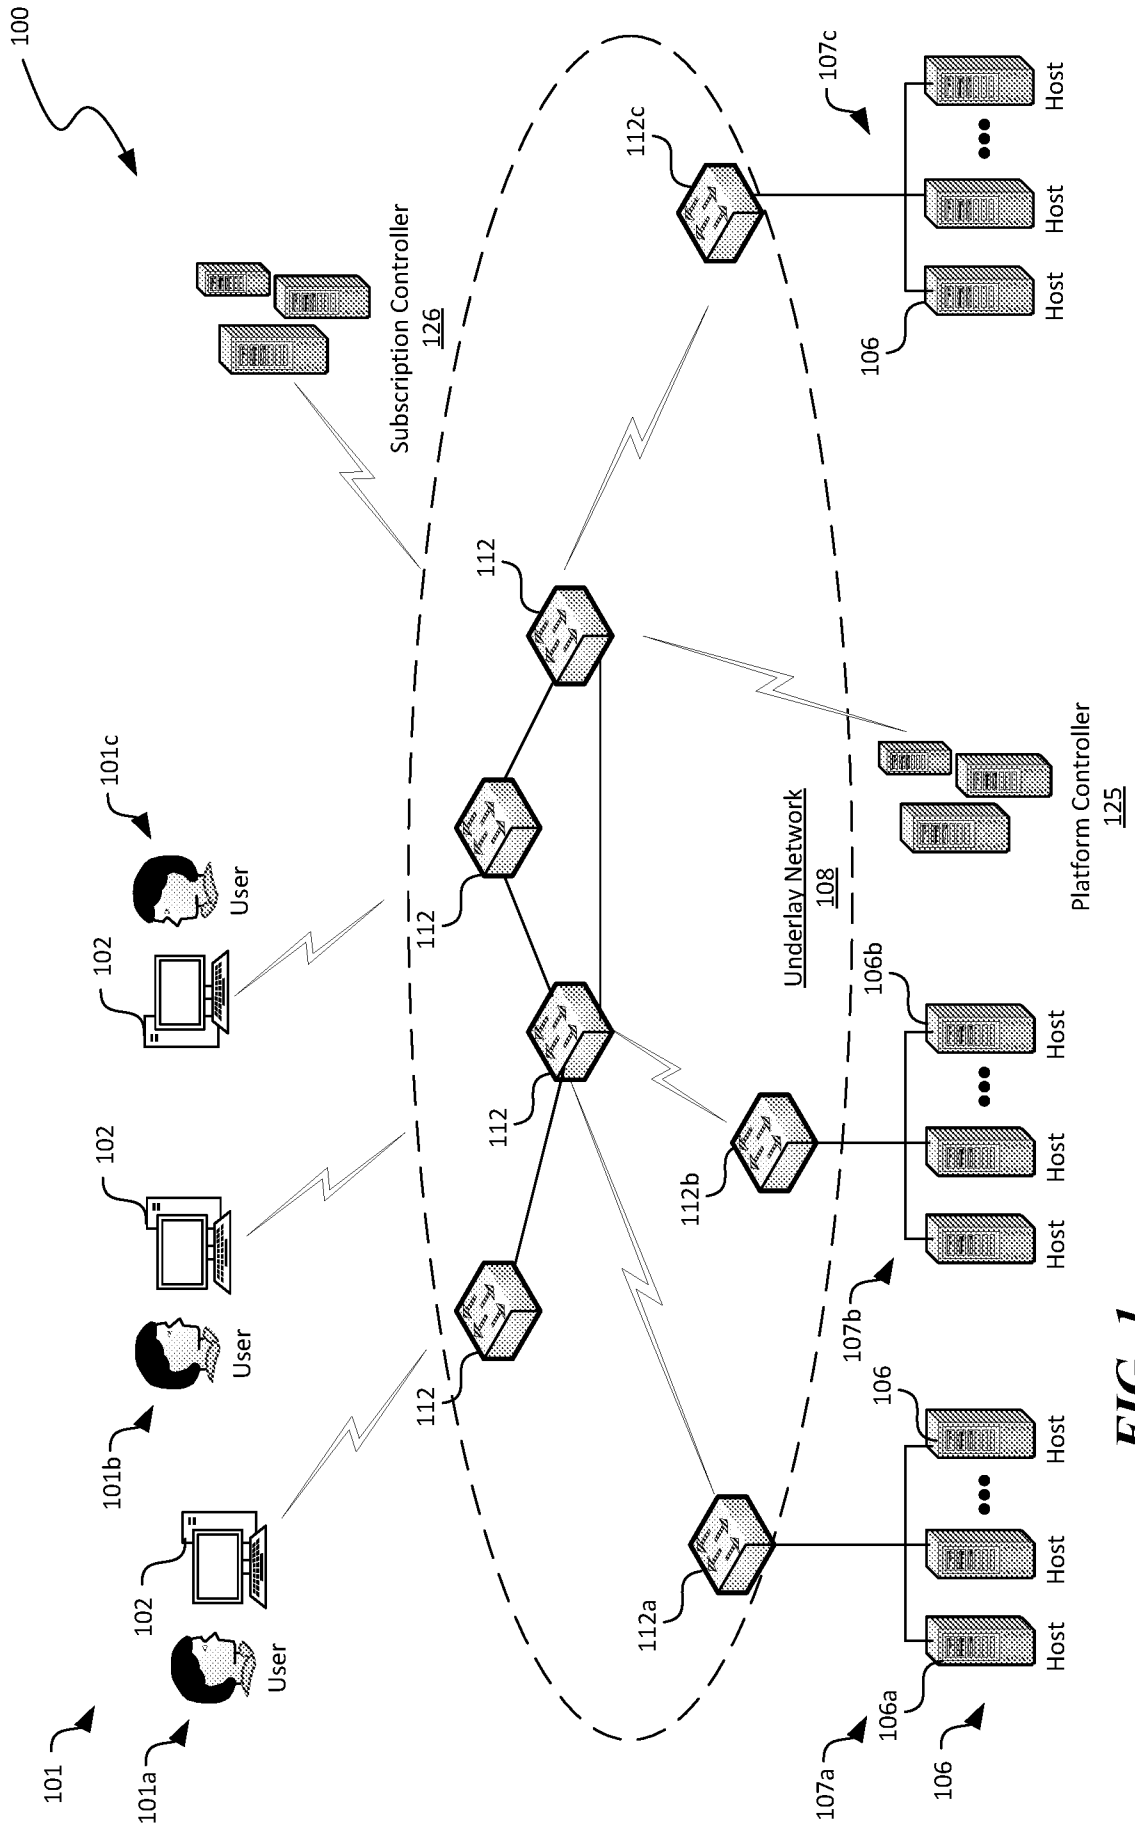 100
101
101a
102
User
101b
102
User
102
101c
User
Subscription Controller
126
112
112
112
112
112a
112b
112c
Underlay Network
108
107a
106a
106
106
107b
106b
107c
106
Host
Host
Host
Host
Host
Host
Host
Host
Host
Platform Controller
125
FIG. 1